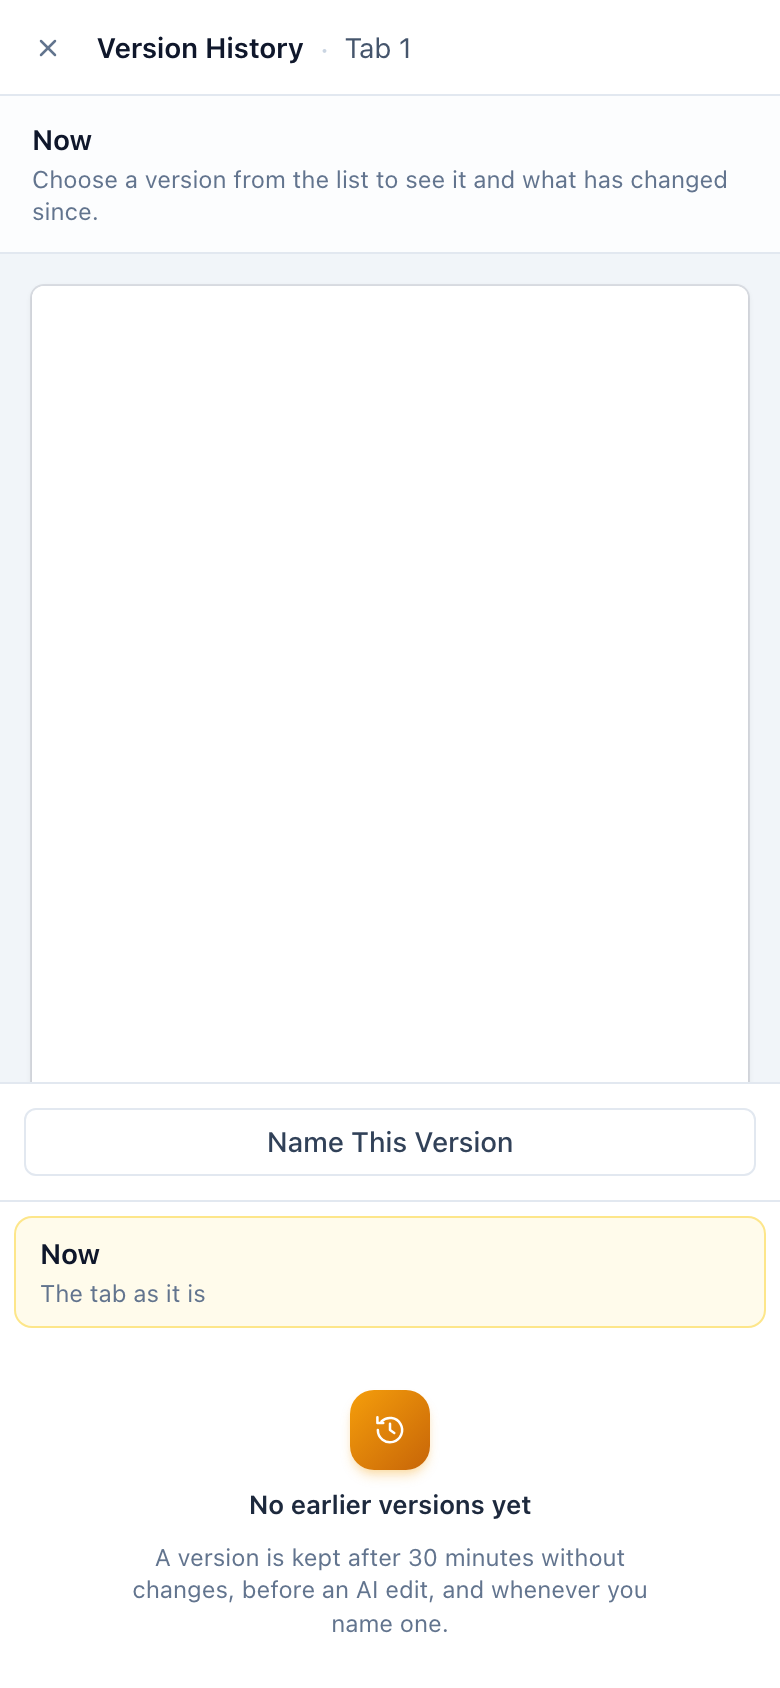 Version History · Tab 1
Now
Choose a version from the list to see it and what has changed
since.
Name This Version
Now
The tab as it is
No earlier versions yet
A version is kept after 30 minutes without
changes, before an AI edit, and whenever you
name one.